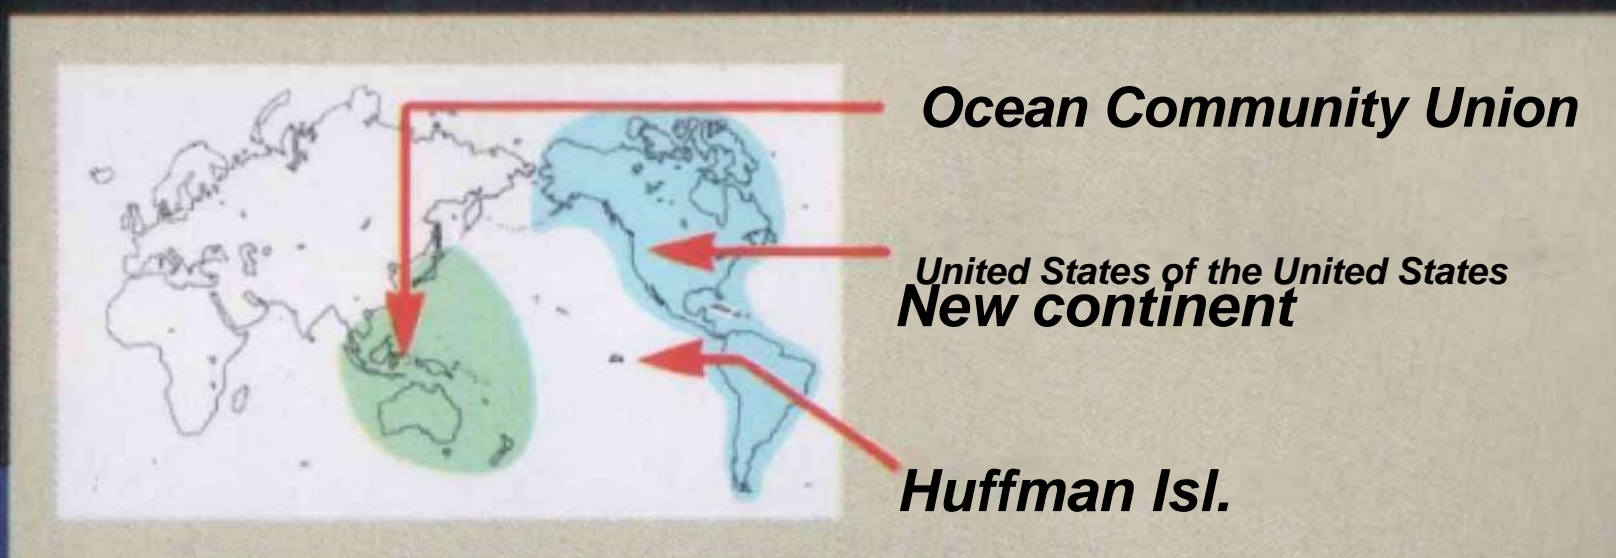 Ocean Community Union
United States of the United States
New continent
Huffman Isl.